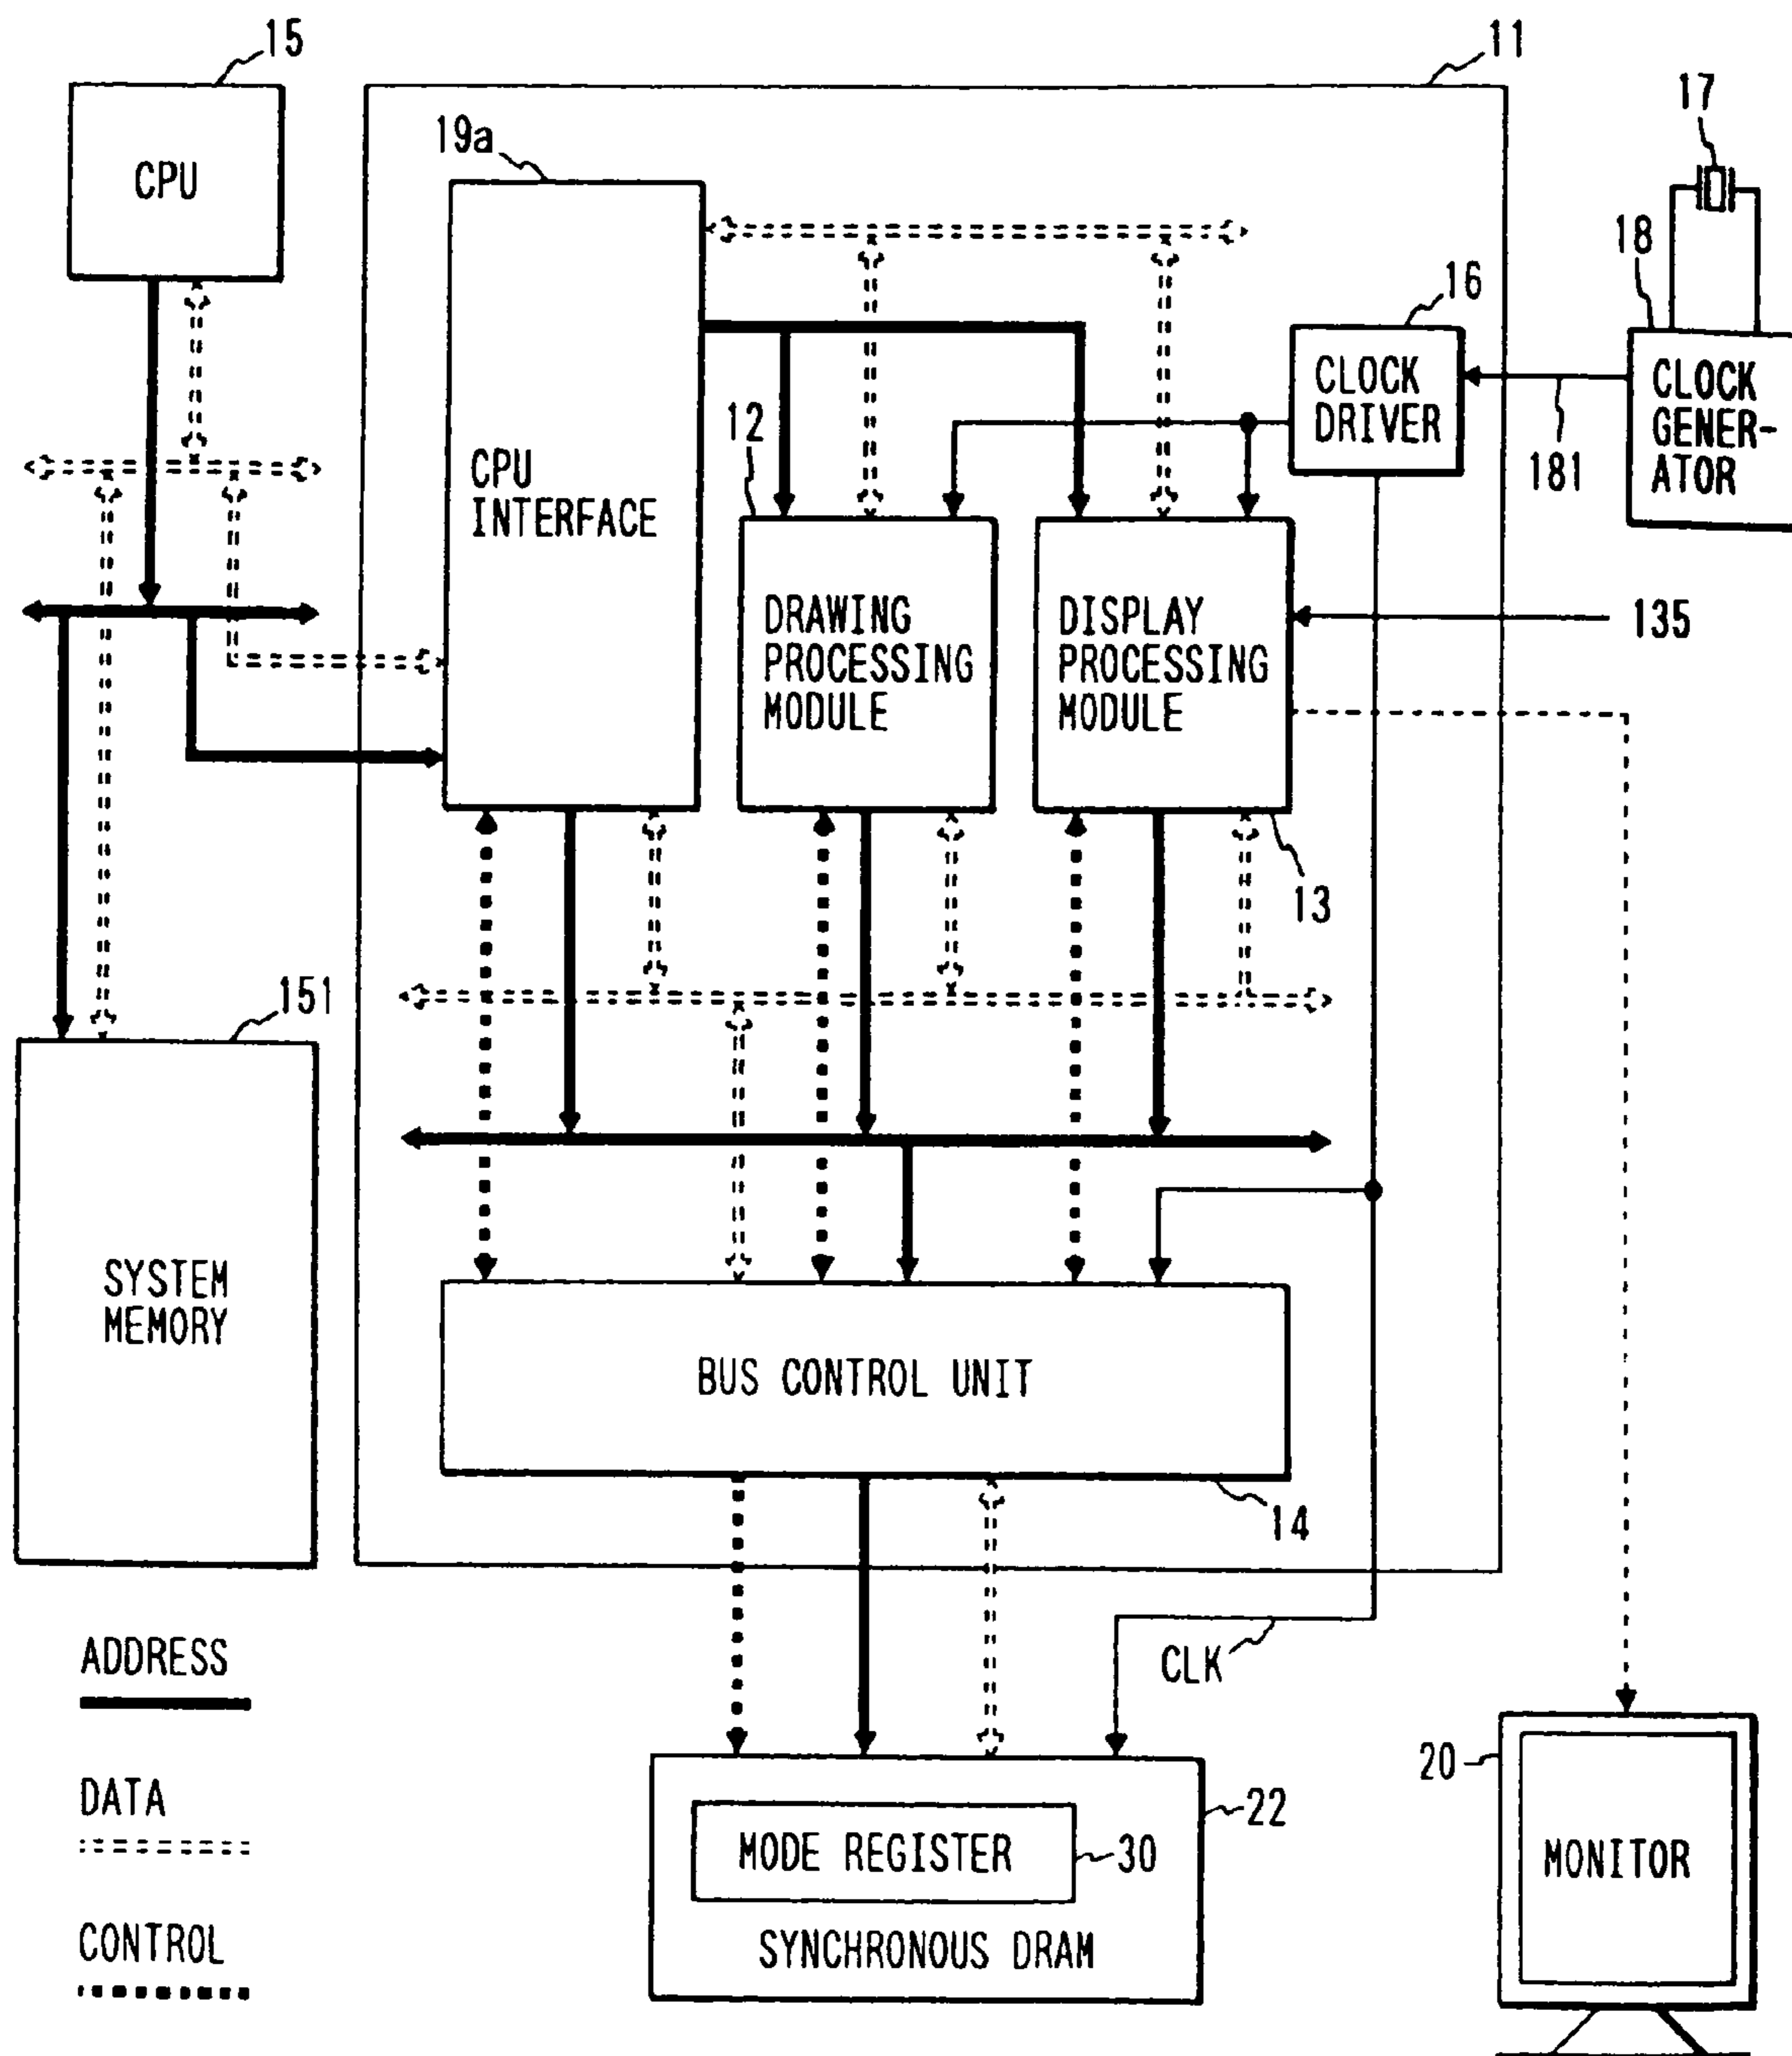 15
11
17
CPU
19a
18
16
CLOCK
DRIVER
CLOCK
GENER-
ATOR
12
181
CPU
INTERFACE
DRAWING
PROCESSING
MODULE
DISPLAY
PROCESSING
MODULE
135
13
151
SYSTEM
MEMORY
BUS CONTROL UNIT
14
ADDRESS
CLK
DATA
20
22
MODE REGISTER
30
MONITOR
CONTROL
SYNCHRONOUS DRAM